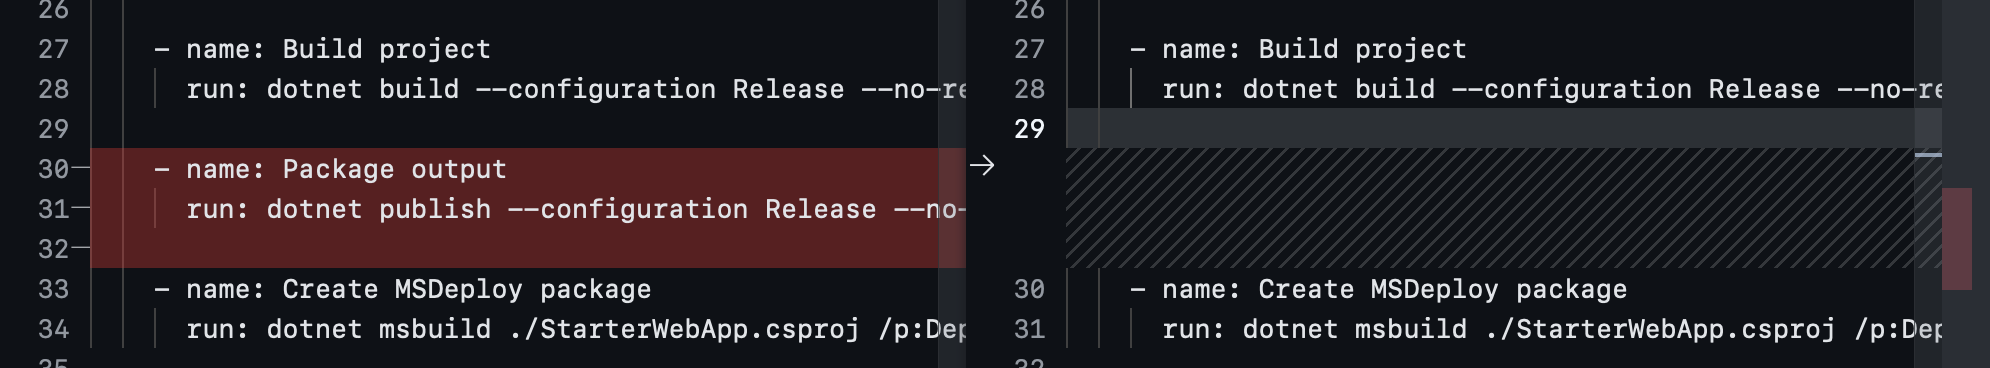 26
27 - name: Build project
28 run: dotnet build --configuration Release --no-re
29
30 - name: Package output
31 run: dotnet publish --configuration Release --no-
32
33 - name: Create MSDeploy package
34 run: dotnet msbuild ./StarterWebApp.csproj /p:Dep
35
26
27 - name: Build project
28 run: dotnet build --configuration Release --no-re
29
→
30 - name: Create MSDeploy package
31 run: dotnet msbuild ./StarterWebApp.csproj /p:Dep
32